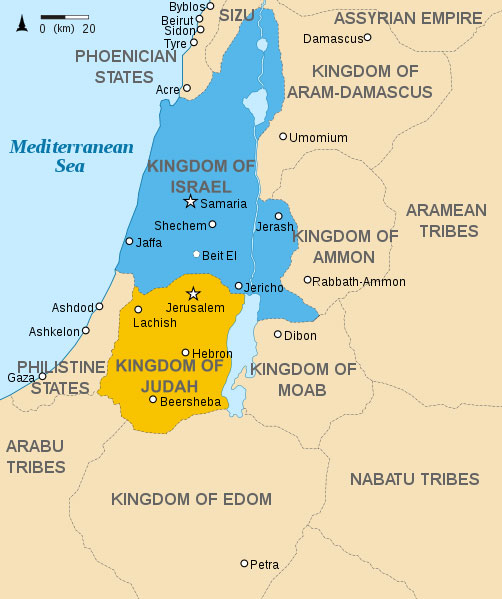 0 (km) 20
Byblos
Beirut
Sidon
Tyre
SIZU
ASSYRIAN EMPIRE
Damascus
PHOENICIAN
STATES
KINGDOM OF
ARAM-DAMASCUS
Acre
Mediterranean
Sea
Umomium
KINGDOM OF
ISRAEL
Samaria
Shechem
Jerash
ARAMEAN
TRIBES
Jaffa
Beit El
KINGDOM OF
AMMON
Jericho
Rabbath-Ammon
Ashdod
Jerusalem
Lachish
Ashkelon
Dibon
Hebron
KINGDOM OF
JUDAH
Gaza
PHILISTINE
STATES
KINGDOM OF
MOAB
Beersheba
ARABU
TRIBES
NABATU TRIBES
KINGDOM OF EDOM
Petra